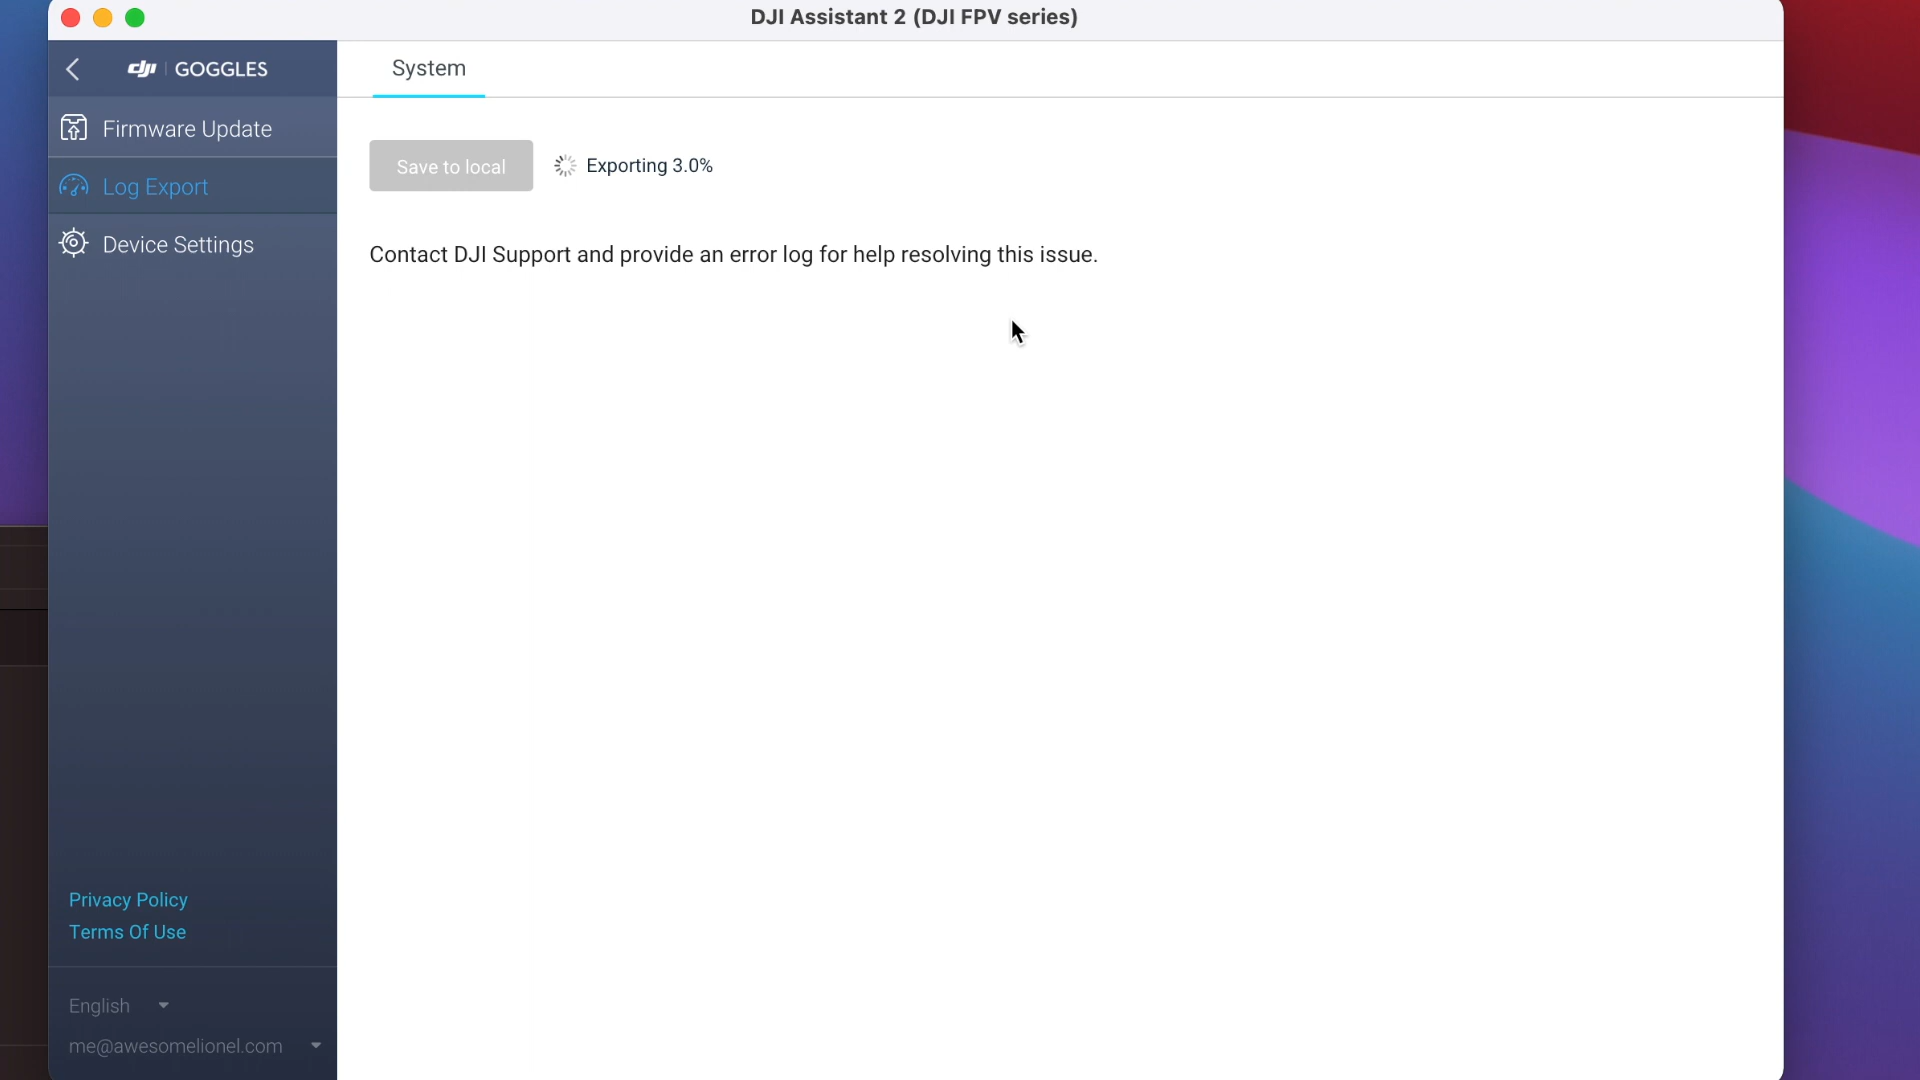 DJI Assistant 2 (DJI FPV series)
dji GOGGLES
System
Firmware Update
Log Export
Device Settings
Save to local
Exporting 3.0%
Contact DJI Support and provide an error log for help resolving this issue.
Privacy Policy
Terms Of Use
English
me@awesomelionel.com